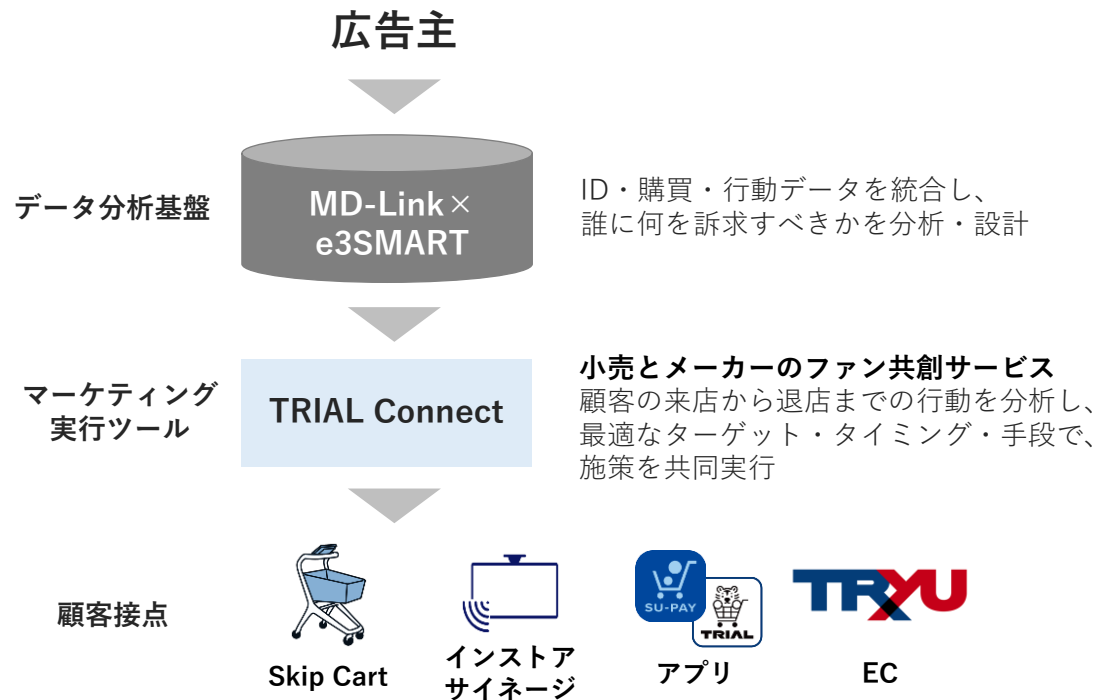 広告主
データ分析基盤
MD-Link×
e3SMART
ID・購買・行動データを統合し、
誰に何を訴求すべきかを分析・設計
マーケティング
実行ツール
TRIAL Connect
小売とメーカーのファン共創サービス
顧客の来店から退店までの行動を分析し、
最適なターゲット・タイミング・手段で、
施策を共同実行
顧客接点
Skip Cart
インストア
サイネージ
SU-PAY
TRIAL
アプリ
TRXU
EC